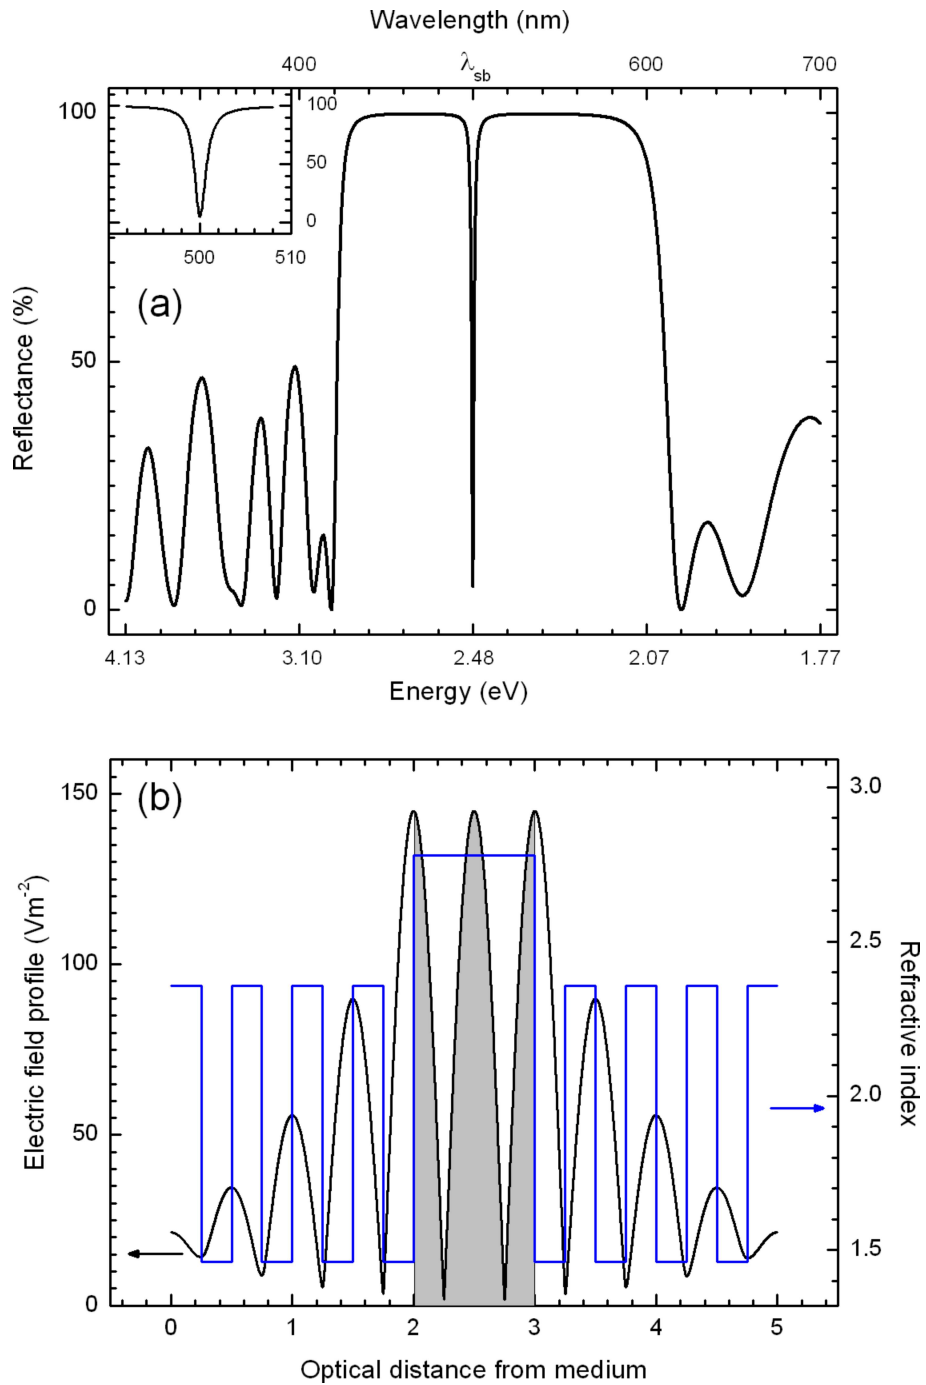 Wavelength (nm)
400 λsb 600 700
100%
100
50
0
500 510
(a)
50
0
Reflectance (%)
4.13 3.10 2.48 2.07 1.77
Energy (eV)
(b)
150
100
50
0
Electric field profile (Vm-2)
3.0
2.5
2.0
1.5
Refractive index
0 1 2 3 4 5
Optical distance from medium